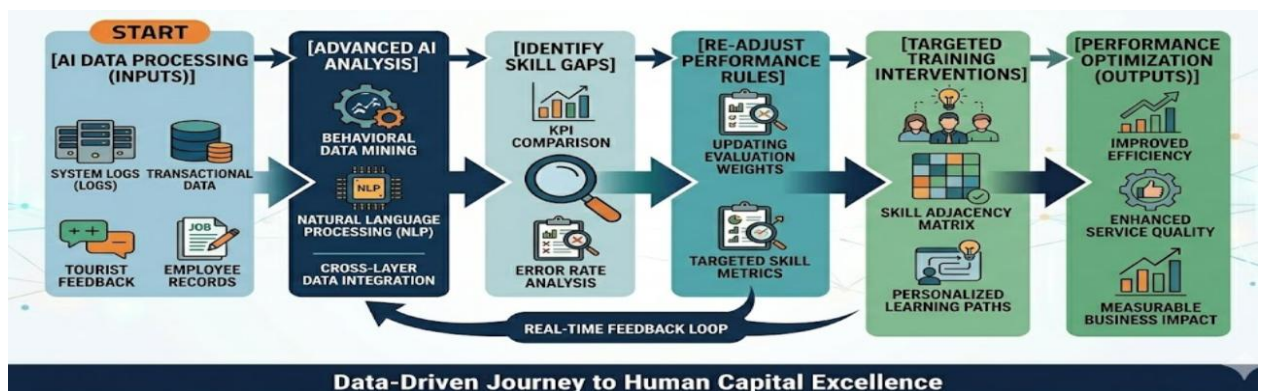 START
[AI DATA PROCESSING
(INPUTS)]
SYSTEM LOGS
(LOGS)
TRANSACTIONAL
DATA
TOURIST
FEEDBACK
JOB
EMPLOYEE
RECORDS
[ADVANCED AI
ANALYSIS]
BEHAVIORAL
DATA MINING
NLP
NATURAL LANGUAGE
PROCESSING (NLP)
CROSS-LAYER
DATA INTEGRATION
[IDENTIFY
SKILL GAPS]
KPI
COMPARISON
ERROR RATE
ANALYSIS
[RE-ADJUST
PERFORMANCE
RULES]
UPDATING
EVALUATION
WEIGHTS
TARGETED SKILL
METRICS
[TARGETED
TRAINING
INTERVENTIONS]
SKILL ADJACENCY
MATRIX
PERSONALIZED
LEARNING PATHS
[PERFORMANCE
OPTIMIZATION
(OUTPUTS)]
IMPROVED
EFFICIENCY
ENHANCED
SERVICE QUALITY
MEASURABLE
BUSINESS IMPACT
REAL-TIME FEEDBACK LOOP
Data-Driven Journey to Human Capital Excellence